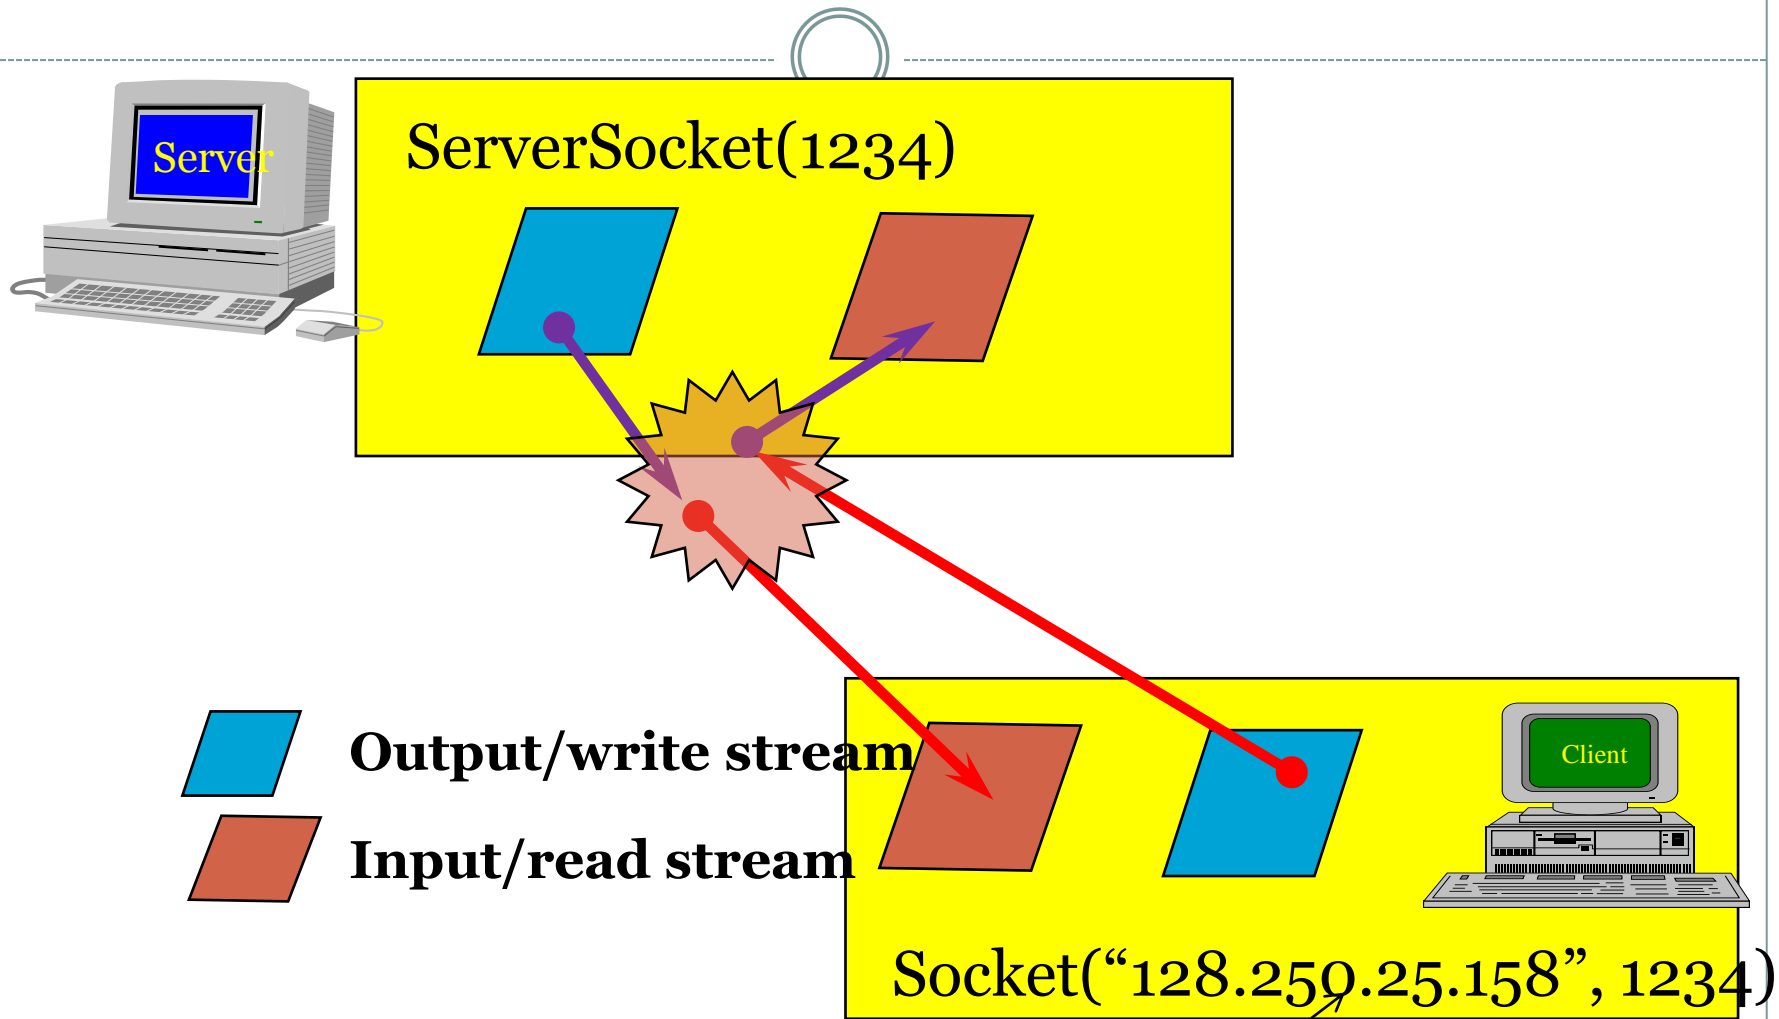 Server
ServerSocket(1234)
Output/write stream
Input/read stream
Client
Socket(“128.250.25.158”, 1234)